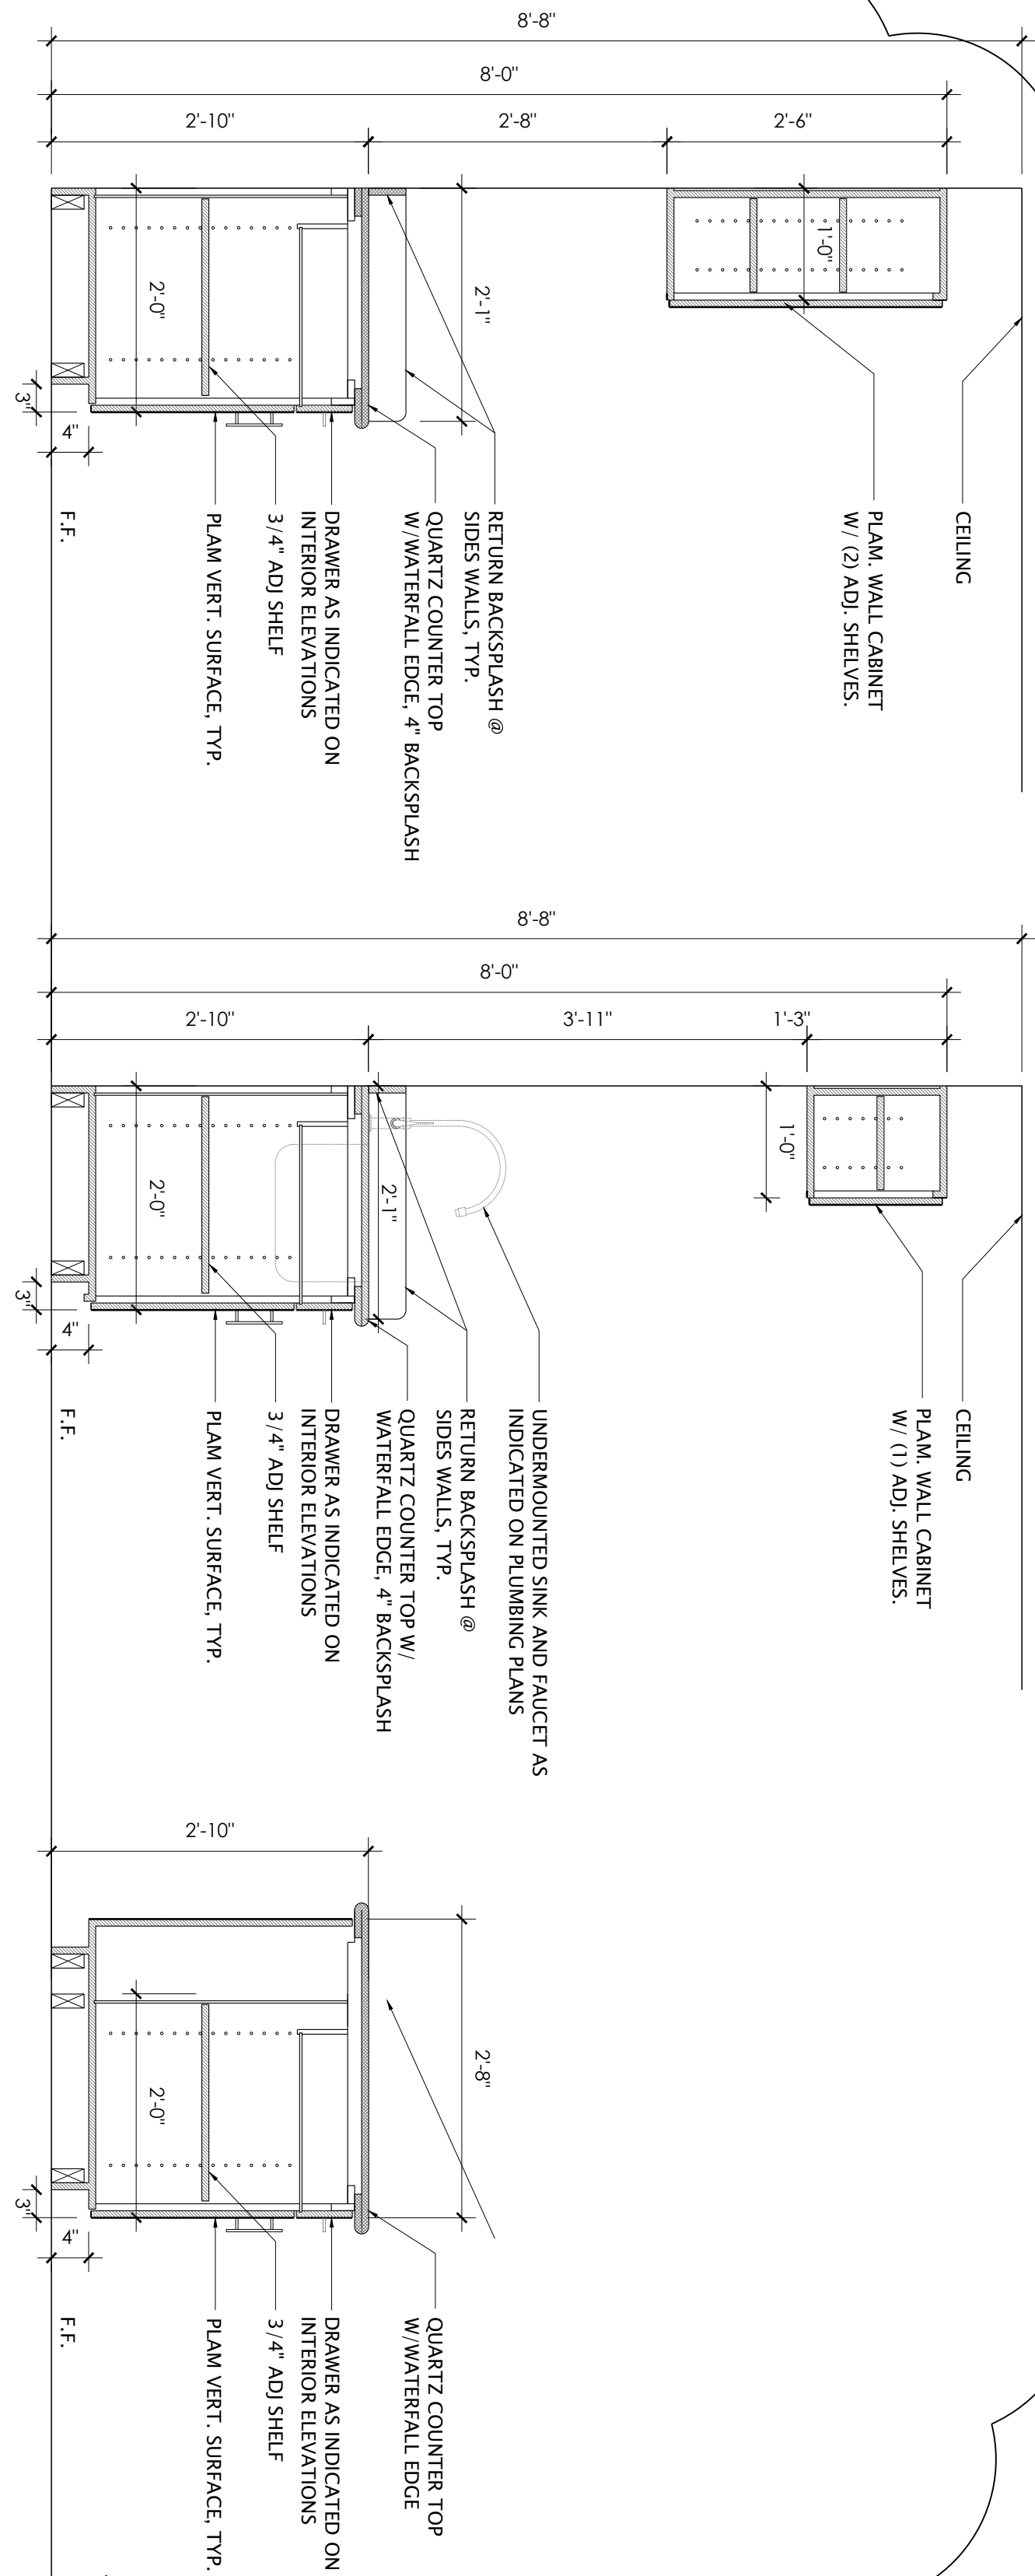 8'-8"
8'-0"
2'-10"
2'-8"
2'-6"
1'-0"
2'-1"
2'-0"
3"
4"
CEILING
PLAM. WALL CABINET
W/ (2) ADJ. SHELVES.
RETURN BACKSPLASH @
SIDES WALLS, TYP.
QUARTZ COUNTER TOP
W/WATERFALL EDGE, 4" BACKSPLASH
DRAWER AS INDICATED ON
INTERIOR ELEVATIONS
3/4" ADJ SHELF
PLAM VERT. SURFACE, TYP.
F.F.
8'-8"
8'-0"
2'-10"
3'-11"
1'-3"
1'-0"
2'-1"
2'-0"
3"
4"
CEILING
PLAM. WALL CABINET
W/ (1) ADJ. SHELVES.
UNDERMOUNTED SINK AND FAUCET AS
INDICATED ON PLUMBING PLANS
RETURN BACKSPLASH @
SIDES WALLS, TYP.
QUARTZ COUNTER TOP W/
WATERFALL EDGE, 4" BACKSPLASH
DRAWER AS INDICATED ON
INTERIOR ELEVATIONS
3/4" ADJ SHELF
PLAM VERT. SURFACE, TYP.
F.F.
2'-10"
2'-8"
2'-0"
3"
4"
QUARTZ COUNTER TOP
W/WATERFALL EDGE
DRAWER AS INDICATED ON
INTERIOR ELEVATIONS
3/4" ADJ SHELF
PLAM VERT. SURFACE, TYP.
F.F.